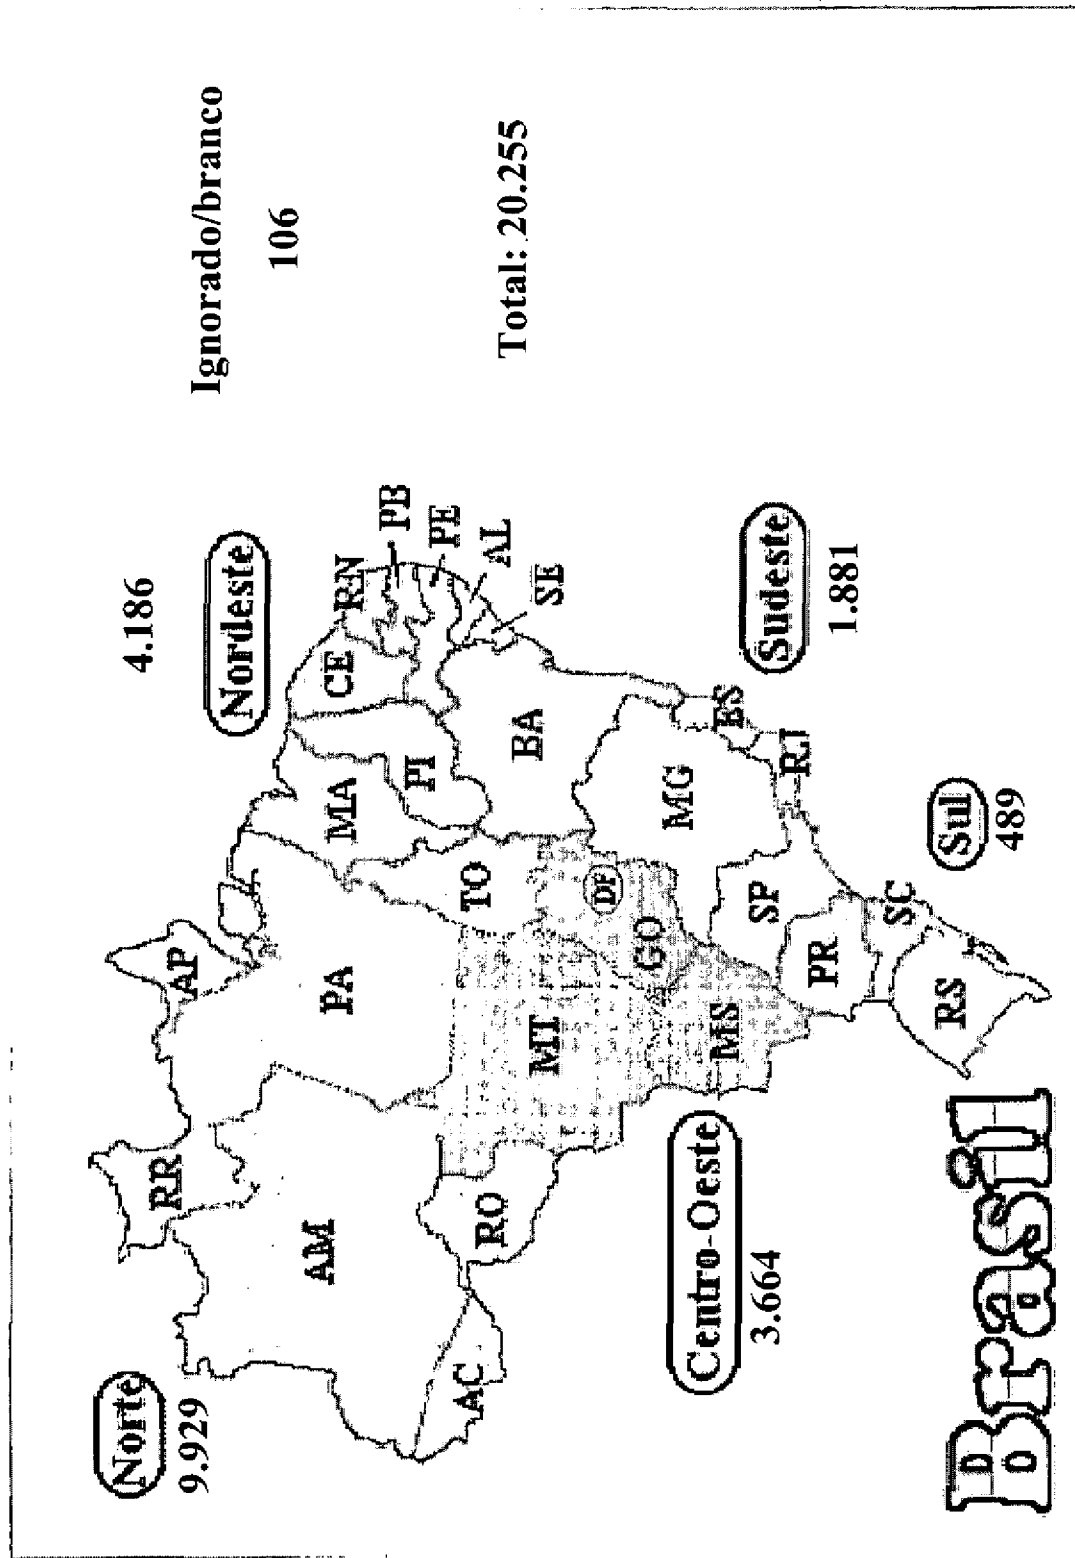 Ignorado/branco
106
Total: 20.255
4.186
Nordeste
Norte
9.929
RR
AP
AM
PA
MA
CE
RN
PB
PE
AL
SE
PI
TO
BA
AC
RO
MT
DF
GO
MS
MG
ES
RJ
SP
PR
SC
RS
Centro-Oeste
3.664
Sudeste
1.881
Sul
489
Brasil